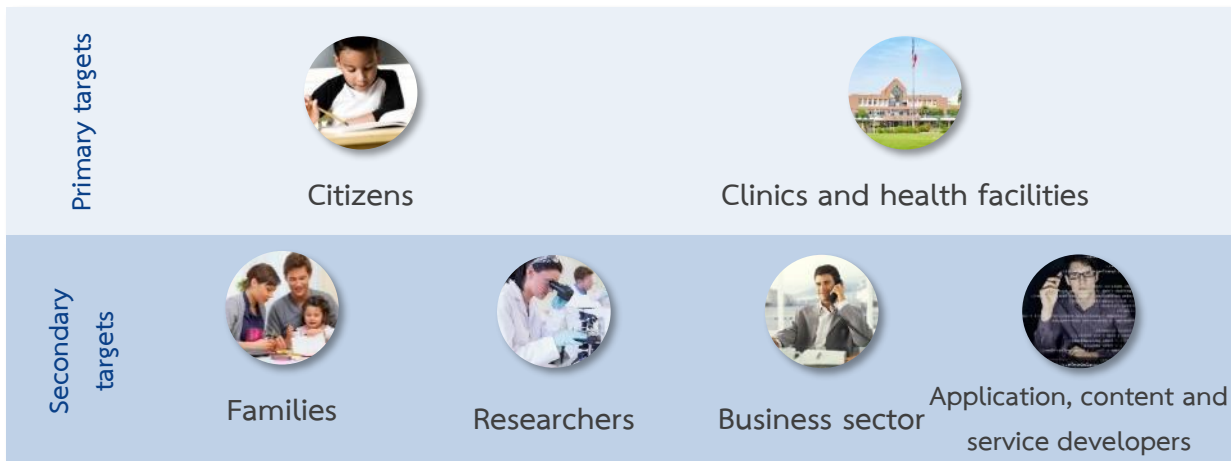 Primary targets
Citizens
Clinics and health facilities
Secondary
targets
Families
Researchers
Business sector
Application, content and
service developers